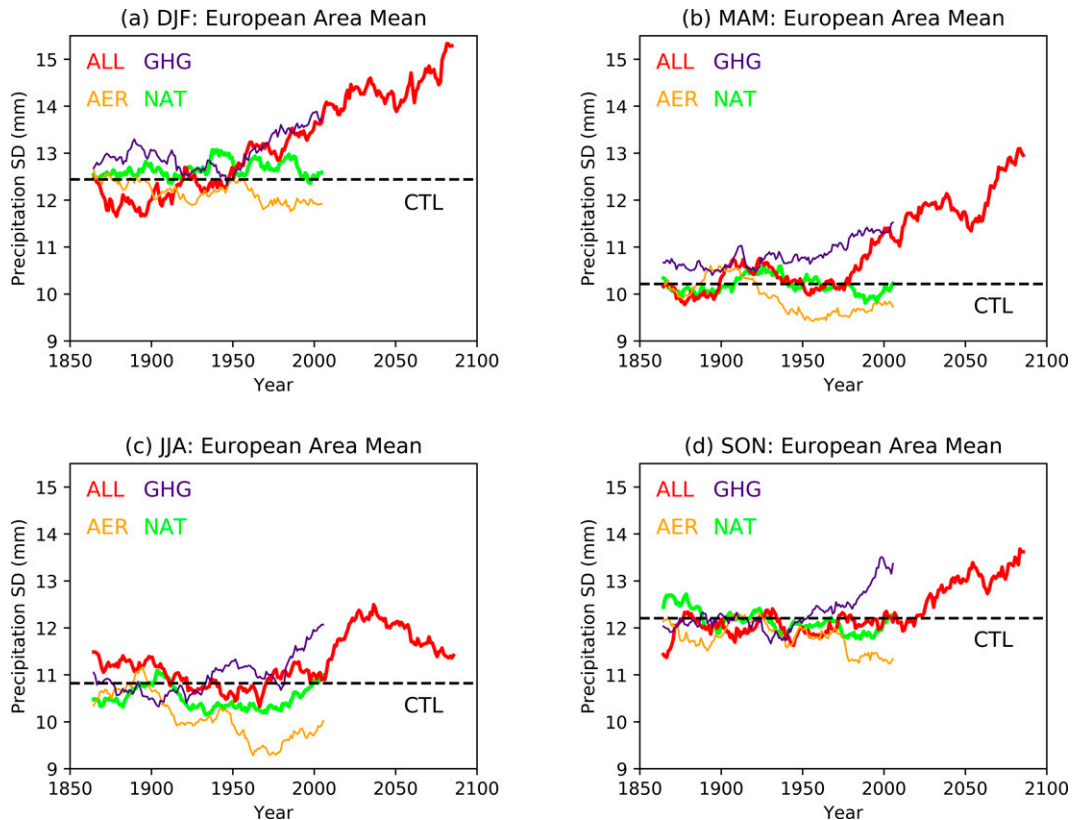 (a) DJF: European Area Mean
15
14
13
12
11
10
9
Precipitation SD (mm)
ALL GHG
AER NAT
CTL
1850 1900 1950 2000 2050 2100
Year
(b) MAM: European Area Mean
15
14
13
12
11
10
9
Precipitation SD (mm)
ALL GHG
AER NAT
CTL
1850 1900 1950 2000 2050 2100
Year
(c) JJA: European Area Mean
15
14
13
12
11
10
9
Precipitation SD (mm)
ALL GHG
AER NAT
CTL
1850 1900 1950 2000 2050 2100
Year
(d) SON: European Area Mean
15
14
13
12
11
10
9
Precipitation SD (mm)
ALL GHG
AER NAT
CTL
1850 1900 1950 2000 2050 2100
Year